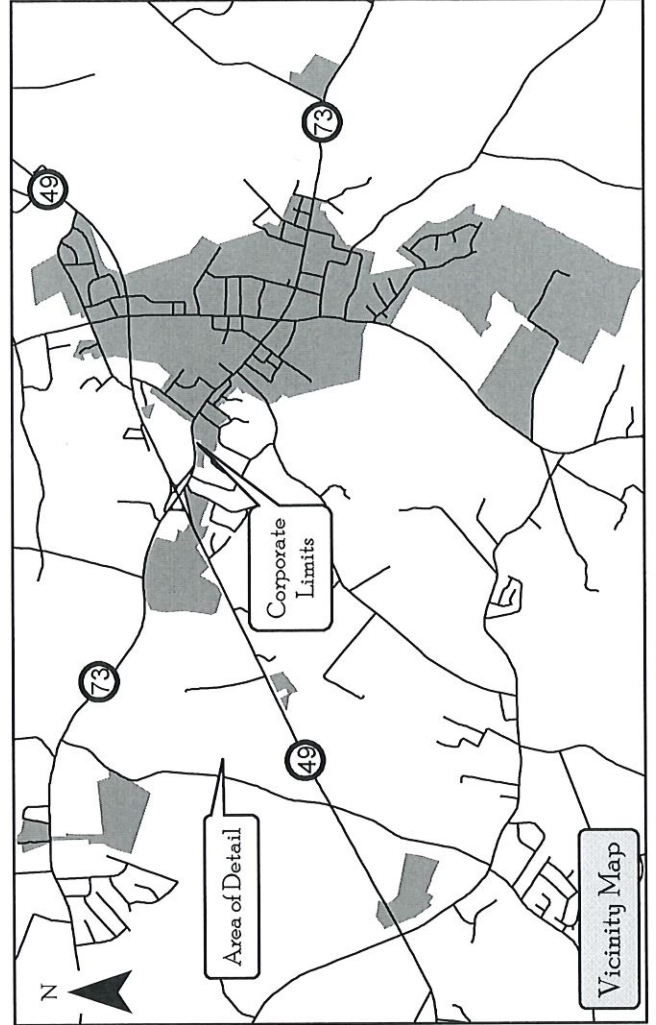 N
73
49
Area of Detail
Corporate
Limits
49
73
Vicinity Map